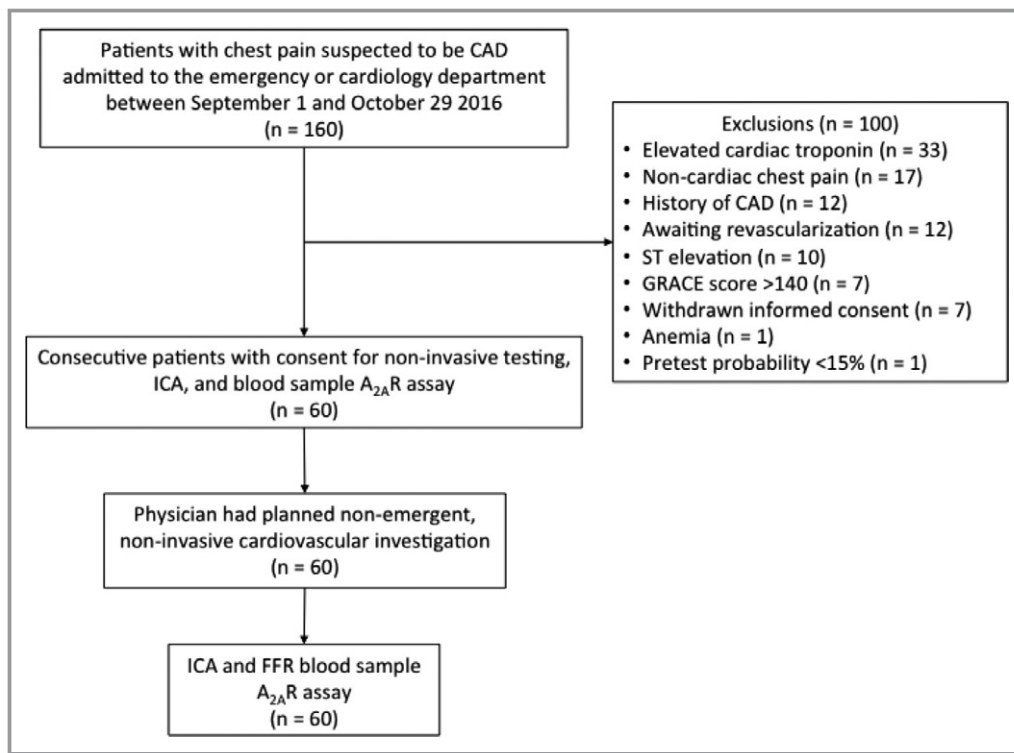 Patients with chest pain suspected to be CAD
admitted to the emergency or cardiology department
between September 1 and October 29 2016
(n = 160)
Exclusions (n = 100)
• Elevated cardiac troponin (n = 33)
• Non-cardiac chest pain (n = 17)
• History of CAD (n = 12)
• Awaiting revascularization (n = 12)
• ST elevation (n = 10)
• GRACE score >140 (n = 7)
• Withdrawn informed consent (n = 7)
• Anemia (n = 1)
• Pretest probability <15% (n = 1)
Consecutive patients with consent for non-invasive testing,
ICA, and blood sample A₂ₐR assay
(n = 60)
Physician had planned non-emergent,
non-invasive cardiovascular investigation
(n = 60)
ICA and FFR blood sample
A₂ₐR assay
(n = 60)